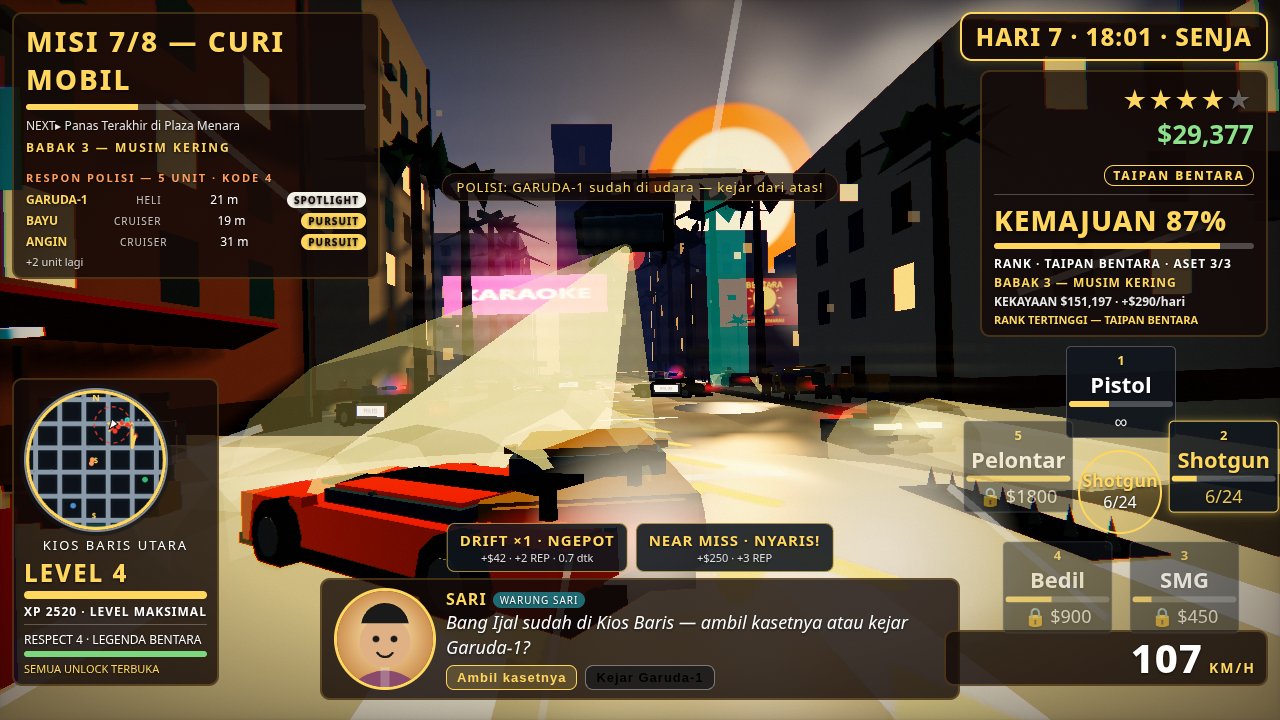 MISI 7/8 — CURI
MOBIL
NEXT▸ Panas Terakhir di Plaza Menara
BABAK 3 — MUSIM KERING
RESPON POLISI — 5 UNIT · KODE 4
GARUDA-1 HELI 21 m SPOTLIGHT
BAYU CRUISER 19 m PURSUIT
ANGIN CRUISER 31 m PURSUIT
+2 unit lagi
HARI 7 · 18:01 · SENJA
★★★★★
$29,377
TAIPAN BENTARA
KEMAJUAN 87%
RANK · TAIPAN BENTARA · ASET 3/3
BABAK 3 — MUSIM KERING
KEKAYAAN $151,197 · +$290/hari
RANK TERTINGGI — TAIPAN BENTARA
POLISI: GARUDA-1 sudah di udara — kejar dari atas!
KARAOKE
BENTARA
1
Pistol
∞
5
Pelontar
🔒 $1800
2
Shotgun
6/24
Shotgun
6/24
4
Bedil
🔒 $900
3
SMG
🔒 $450
N
S
KIOS BARIS UTARA
LEVEL 4
XP 2520 · LEVEL MAKSIMAL
RESPECT 4 · LEGENDA BENTARA
SEMUA UNLOCK TERBUKA
DRIFT ×1 · NGEPOT
+$42 · +2 REP · 0.7 dtk
NEAR MISS · NYARIS!
+$250 · +3 REP
SARI WARUNG SARI
Bang Ijal sudah di Kios Baris — ambil kasetnya atau kejar
Garuda-1?
Ambil kasetnya
Kejar Garuda-1
107 KM/H